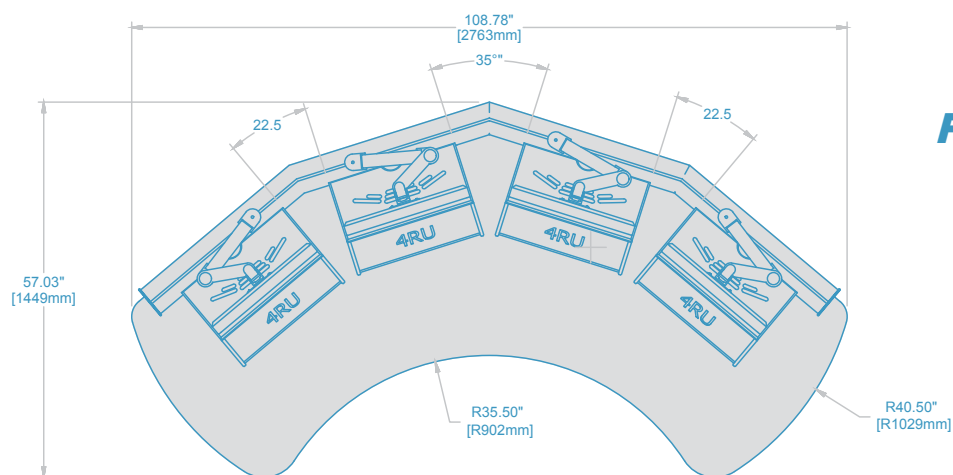 108.78"
[2763mm]
35°"
22.5
22.5
57.03"
[1449mm]
4RU
4RU
4RU
4RU
R35.50"
[R902mm]
R40.50"
[R1029mm]